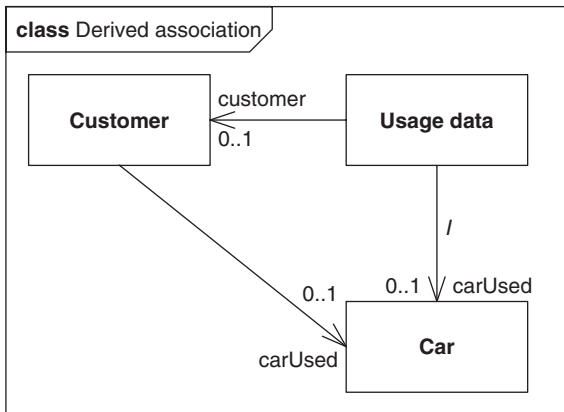 class Derived association
customer
Customer
Usage data
0..1
/
0..1
0..1
carUsed
carUsed
Car